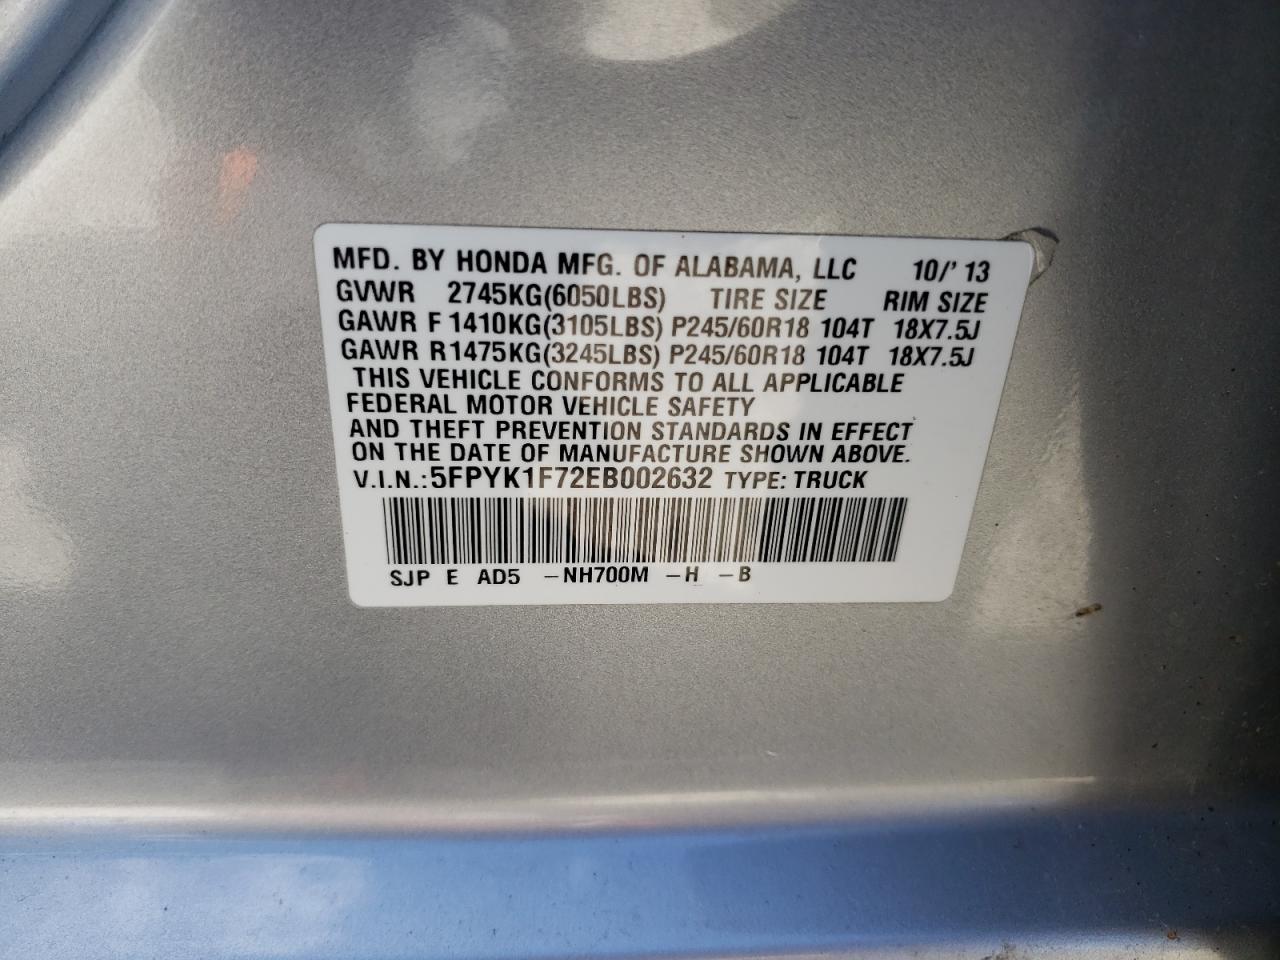 MFD. BY HONDA MFG. OF ALABAMA, LLC 10/'13
GVWR 2745KG(6050LBS) TIRE SIZE RIM SIZE
GAWR F 1410KG(3105LBS) P245/60R18 104T 18X7.5J
GAWR R1475KG(3245LBS) P245/60R18 104T 18X7.5J
THIS VEHICLE CONFORMS TO ALL APPLICABLE
FEDERAL MOTOR VEHICLE SAFETY
AND THEFT PREVENTION STANDARDS IN EFFECT
ON THE DATE OF MANUFACTURE SHOWN ABOVE.
V.I.N.:5FPYK1F72EB002632 TYPE: TRUCK
SJP E AD5 -NH700M -H -B